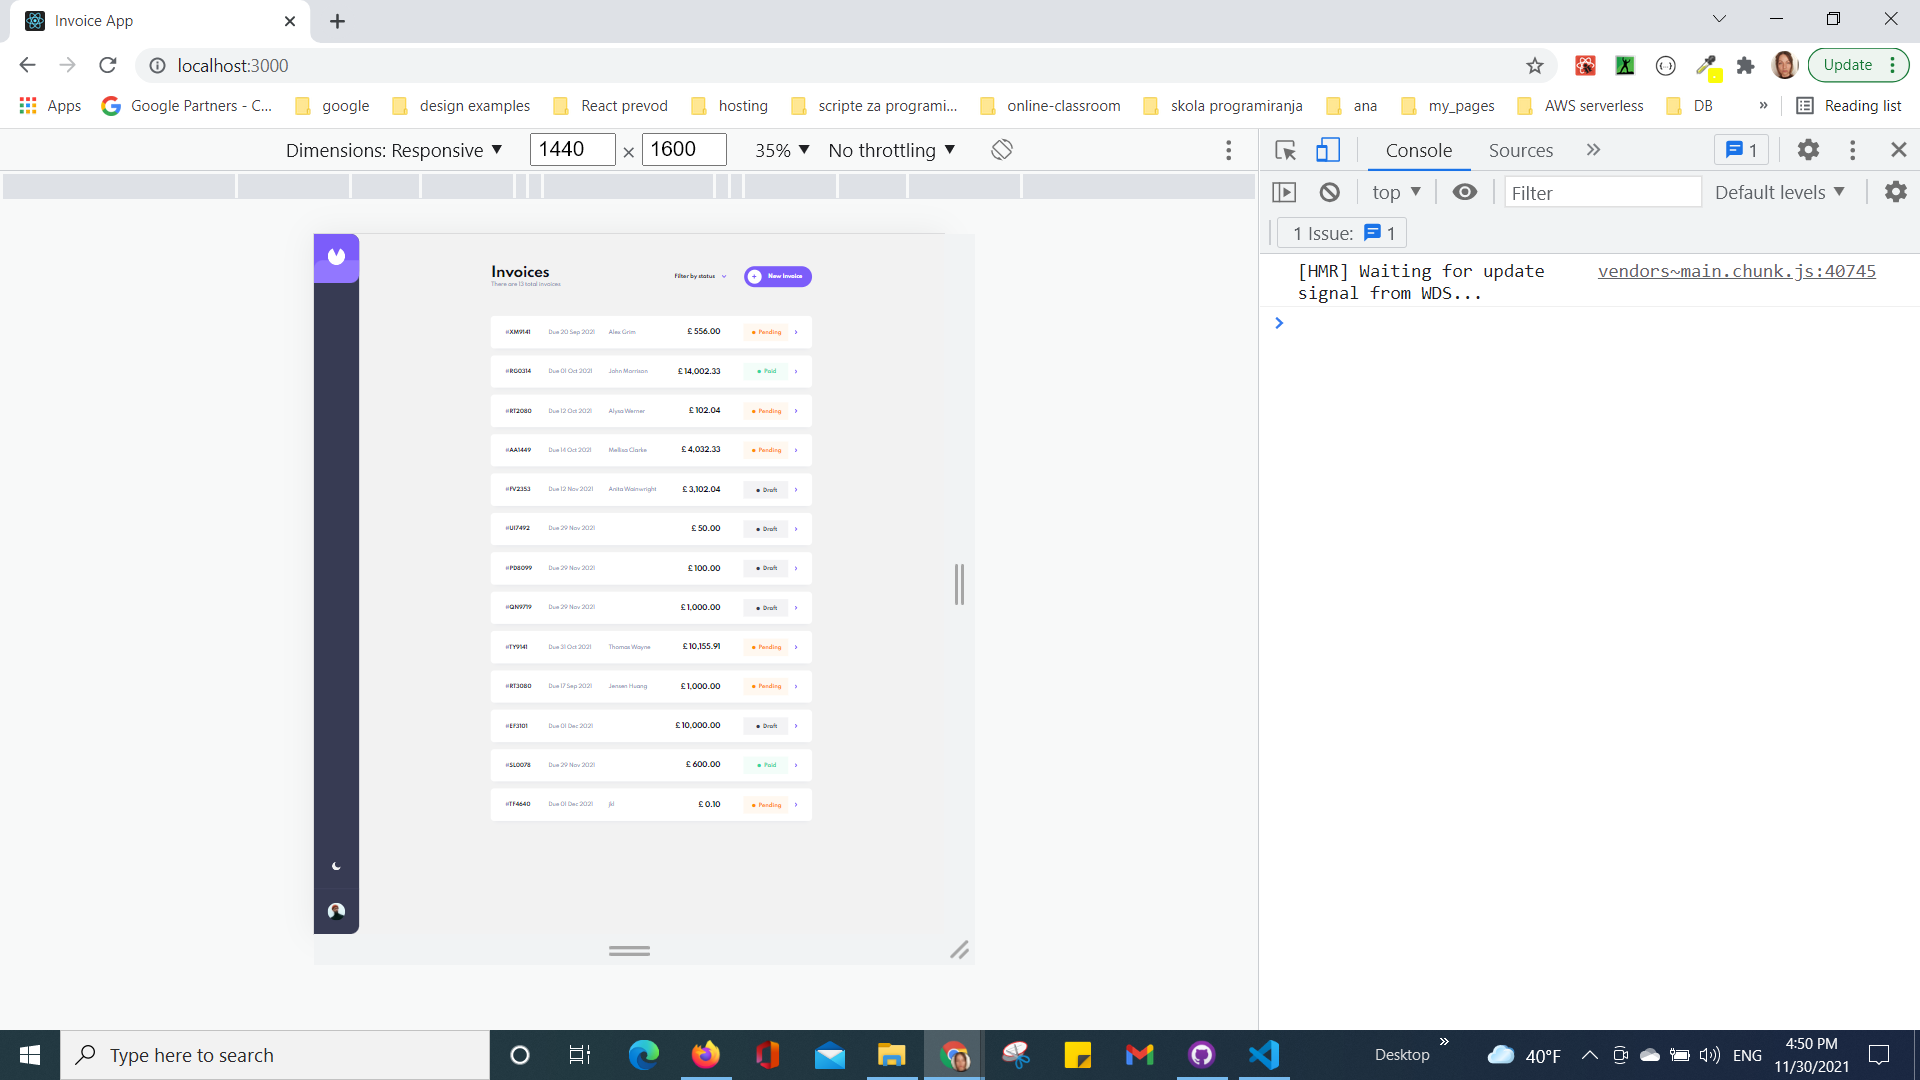 Invoice App
localhost:3000
Update
Apps
Google Partners - C...
google
design examples
React prevod
hosting
scripte za programi...
online-classroom
skola programiranja
ana
my_pages
AWS serverless
DB
»
Reading list
Dimensions: Responsive
1440 × 1600
35%
No throttling
Console
Sources
1
top
Filter
Default levels
1 Issue: 1
[HMR] Waiting for update signal from WDS...
vendors~main.chunk.js:40745
Invoices
There are 13 total invoices
Filter by status
New Invoice
#XM9141 Due 20 Sep 2021 Alex Grim £ 556.00 Pending
#RG0314 Due 01 Oct 2021 John Morrison £ 14,002.33 Paid
#RT2080 Due 12 Oct 2021 Alysa Werner £ 102.04 Pending
#AA1449 Due 14 Oct 2021 Mellisa Clarke £ 4,032.33 Pending
#FV2353 Due 12 Nov 2021 Anita Wainwright £ 3,102.04 Draft
#UI7492 Due 29 Nov 2021 £ 50.00 Draft
#PD8099 Due 29 Nov 2021 £ 100.00 Draft
#QN9719 Due 29 Nov 2021 £ 1,000.00 Draft
#TY9141 Due 31 Oct 2021 Thomas Wayne £ 10,155.91 Pending
#RT3080 Due 17 Sep 2021 Jensen Huang £ 1,000.00 Pending
#EF3101 Due 01 Dec 2021 £ 10,000.00 Draft
#SL0078 Due 29 Nov 2021 £ 600.00 Paid
#TF4640 Due 01 Dec 2021 jkl £ 0.10 Pending
Type here to search
Desktop
»
40°F
ENG
4:50 PM
11/30/2021